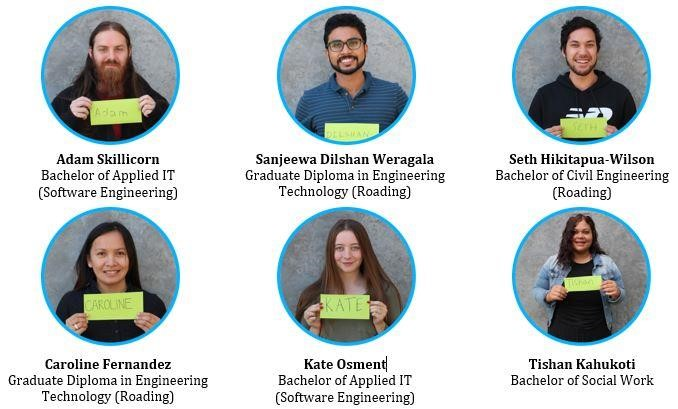 Adam
DILSHAN
SETH
Adam Skillicorn
Bachelor of Applied IT
(Software Engineering)
Sanjeewa Dilshan Weragala
Graduate Diploma in Engineering
Technology (Roading)
Seth Hikitapua-Wilson
Bachelor of Civil Engineering
(Roading)
CAROLINE
KATE
Tishan
Caroline Fernandez
Graduate Diploma in Engineering
Technology (Roading)
Kate Osment
Bachelor of Applied IT
(Software Engineering)
Tishan Kahukoti
Bachelor of Social Work